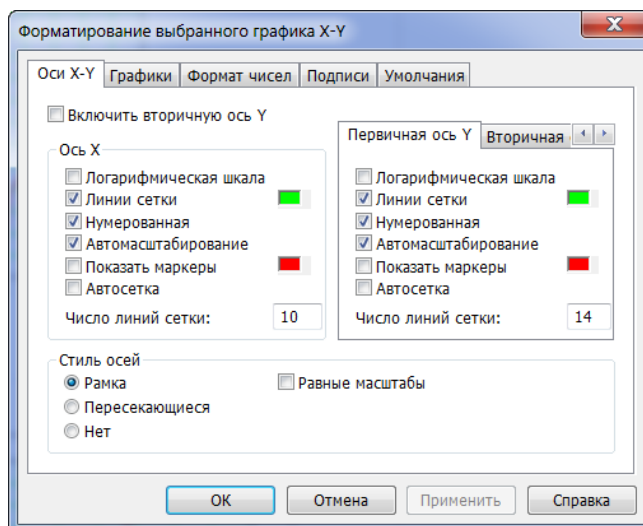 Форматирование выбранного графика X-Y
Оси X-Y
Графики
Формат чисел
Подписи
Умолчания
Включить вторичную ось Y
Ось X
Логарифмическая шкала
Линии сетки
Нумерованная
Автомасштабирование
Показать маркеры
Автосетка
Число линий сетки: 10
Первичная ось Y
Вторичная
Логарифмическая шкала
Линии сетки
Нумерованная
Автомасштабирование
Показать маркеры
Автосетка
Число линий сетки: 14
Стиль осей
Рамка
Равные масштабы
Пересекающиеся
Нет
ОК
Отмена
Применить
Справка